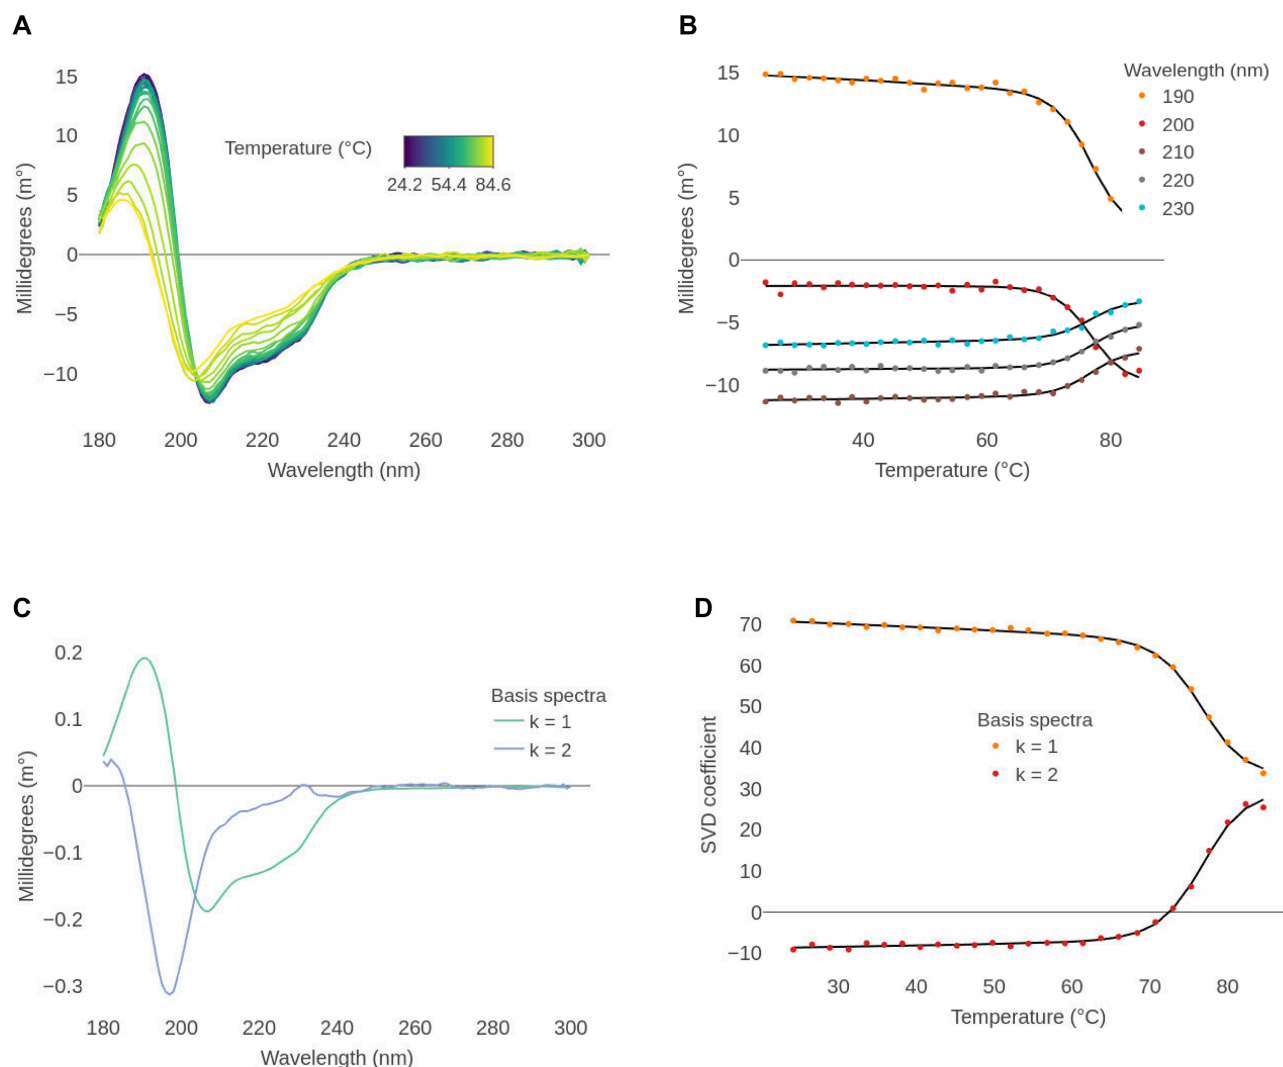 A
15
10
5
0
−5
−10
180 200 220 240 260 280 300
Wavelength (nm)
Millidegrees (m°)
Temperature (°C)
24.2 54.4 84.6
B
15
10
5
0
−5
−10
40 60 80
Temperature (°C)
Millidegrees (m°)
Wavelength (nm)
190
200
210
220
230
C
0.2
0.1
0
−0.1
−0.2
−0.3
180 200 220 240 260 280 300
Wavelength (nm)
Millidegrees (m°)
Basis spectra
k = 1
k = 2
D
70
60
50
40
30
20
10
0
−10
30 40 50 60 70 80
Temperature (°C)
SVD coefficient
Basis spectra
k = 1
k = 2